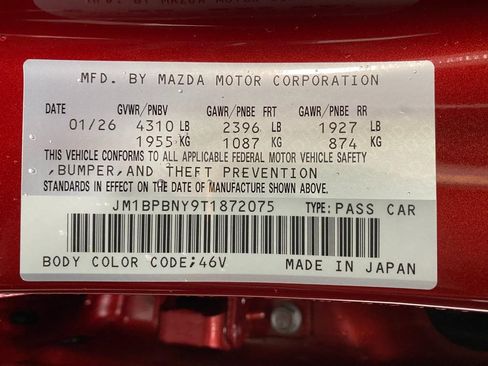 MFD. BY MAZDA MOTOR CORPORATION
DATE GVWR/PNBV GAWR/PNBE FRT GAWR/PNBE RR
01/26 4310 LB 2396 LB 1927 LB
1955 KG 1087 KG 874 KG
THIS VEHICLE CONFORMS TO ALL APPLICABLE FEDERAL MOTOR VEHICLE SAFETY
,BUMPER,AND THEFT PREVENTION
STANDARDS IN EFFECT ON THE DATE OF MANUFACTURE SHOWN ABOVE.
JM1BPBNY9T1872075 TYPE:PASS CAR
BODY COLOR CODE;46V MADE IN JAPAN